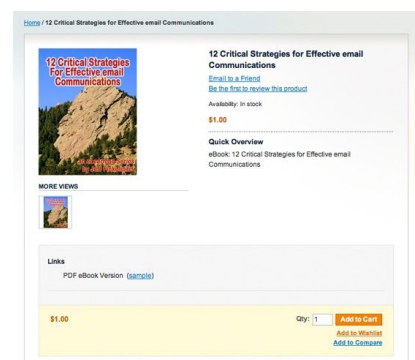 Home / 12 Critical Strategies for Effective email Communications
12 Critical Strategies
For Effective email
Communications
12 Critical Strategies for Effective email
Communications
Email to a Friend
Be the first to review this product
Availability: In stock
$1.00
Quick Overview
eBook: 12 Critical Strategies for Effective email
Communications
MORE VIEWS
Links
PDF eBook Version (sample)
$1.00
Qty: 1 Add to Cart
Add to Wishlist
Add to Compare